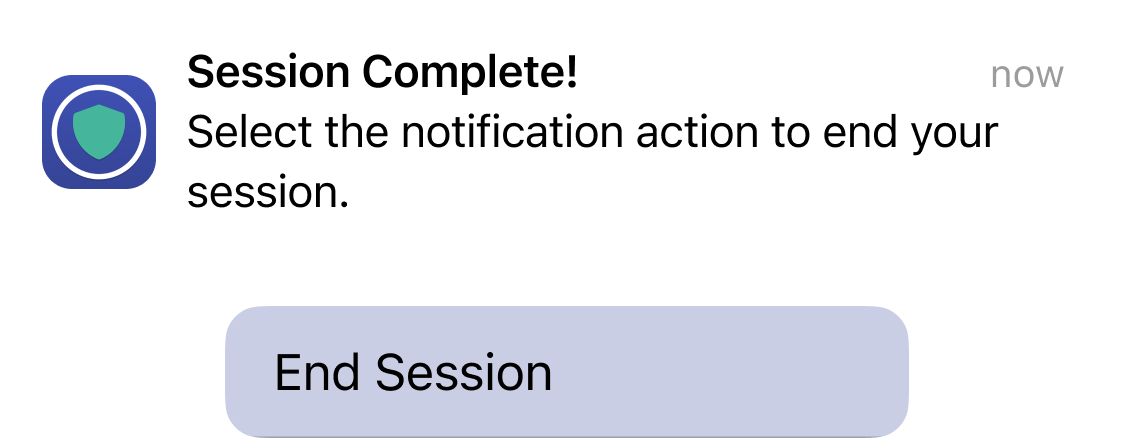 Session Complete!
now
Select the notification action to end your
session.
End Session